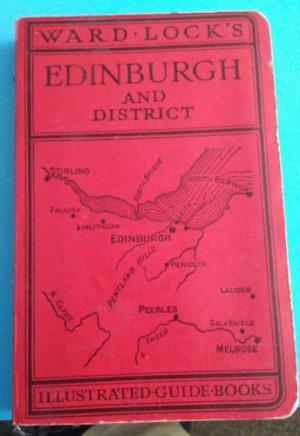 WARD·LOCK'S
EDINBURGH
AND
DISTRICT
STIRLING
FORTH·BRIDGE
NORTH·BERWICK
FALKIRK
LEITH
LINLITHGOW
EDINBURGH
PENTLAND HILLS
PENICUIK
R. CLYDE
LAUDER
PEEBLES
GALASHIELS
R. TWEED
MELROSE
ILLUSTRATED·GUIDE·BOOKS